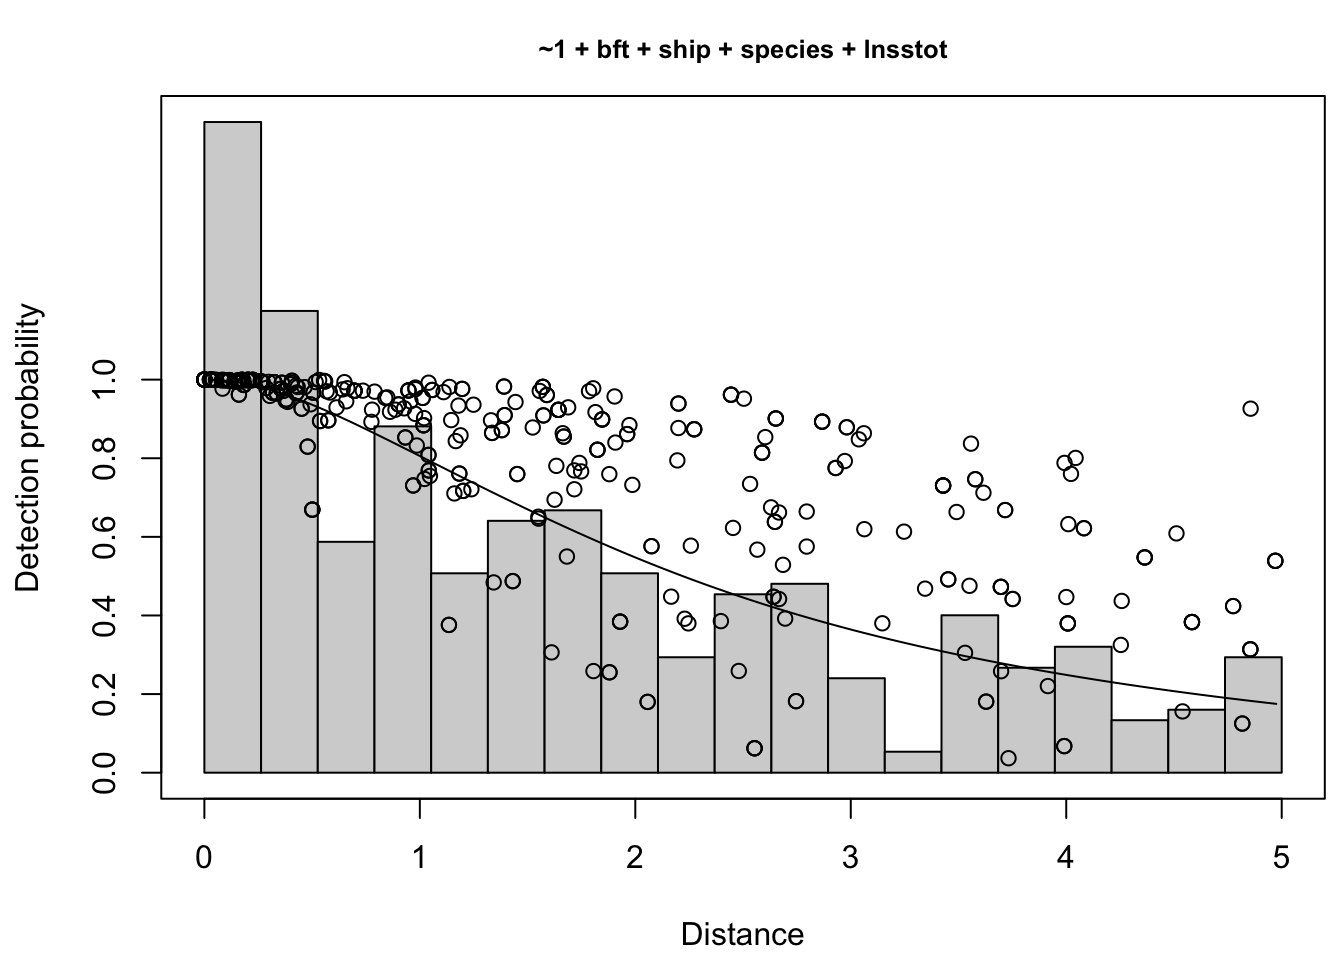 ~1 + bft + ship + species + lnsstot
Detection probability
1.0
0.8
0.6
0.4
0.2
0.0
0 1 2 3 4 5
Distance